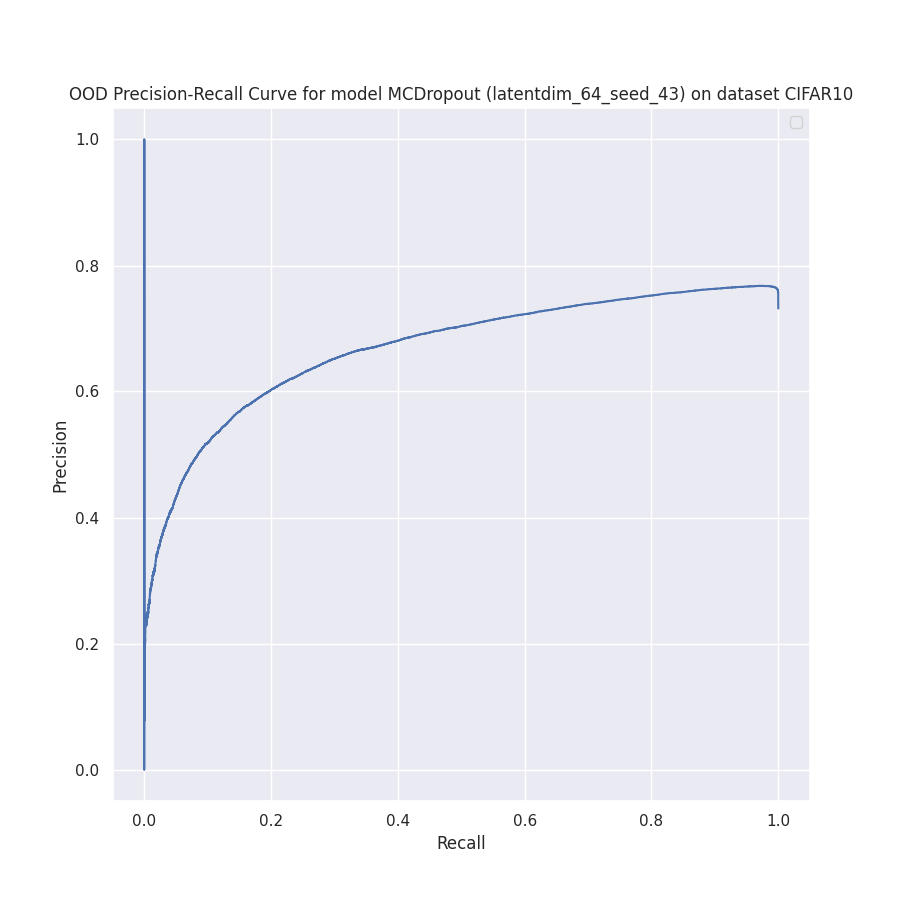 OOD Precision-Recall Curve for model MCDropout (latentdim_64_seed_43) on dataset CIFAR10
1.0
0.8
0.6
0.4
0.2
0.0
Precision
0.0 0.2 0.4 0.6 0.8 1.0
Recall